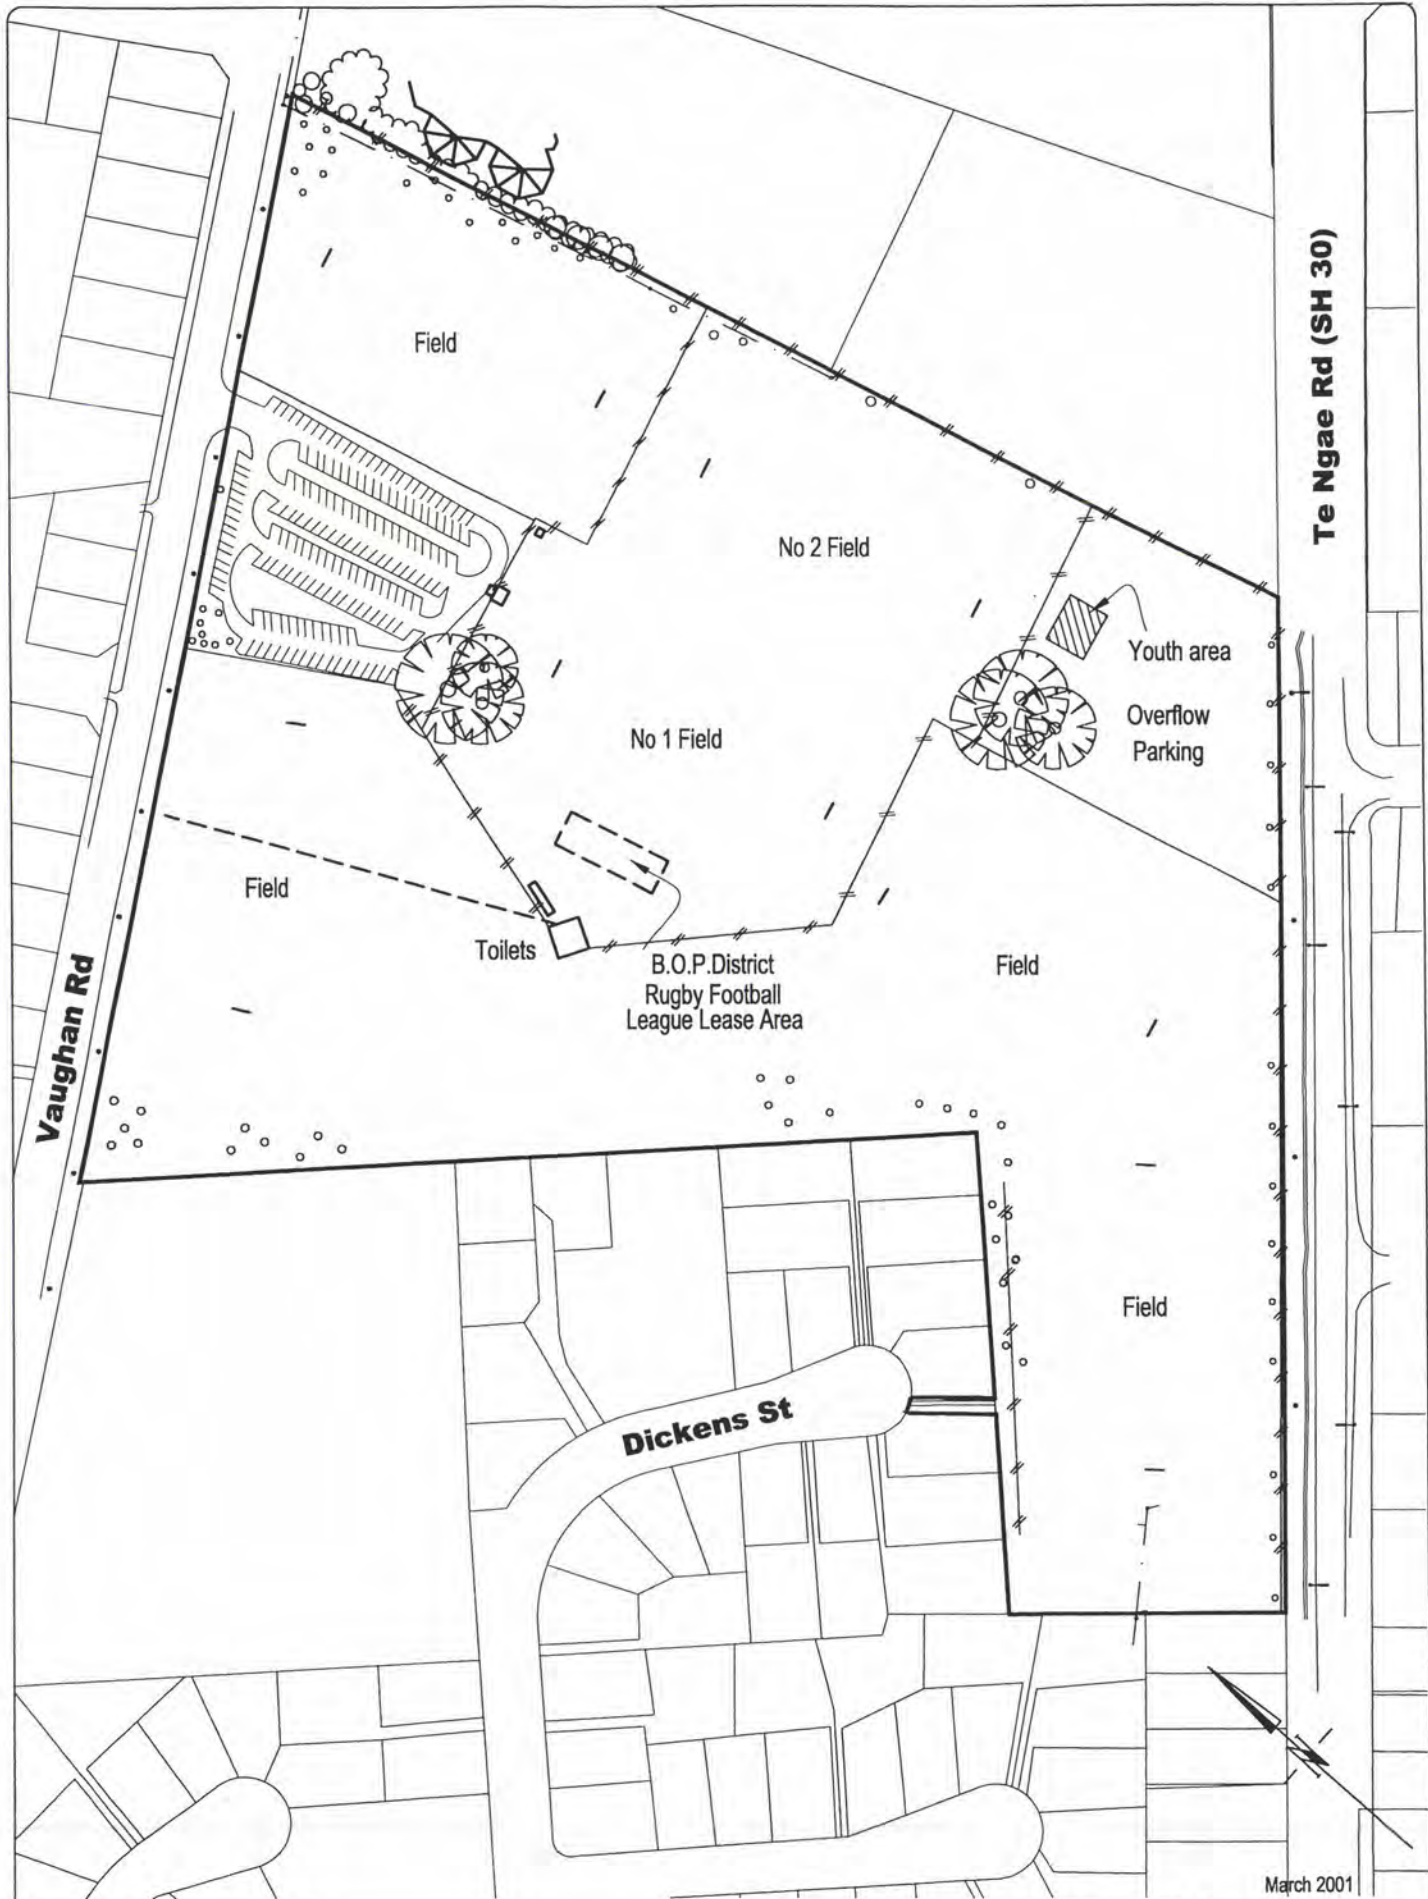 Te Ngae Rd (SH 30)
Field
No 2 Field
Youth area
Overflow
Parking
No 1 Field
Field
Toilets
B.O.P.District
Rugby Football
League Lease Area
Field
Vaughan Rd
Field
Dickens St
N
March 2001